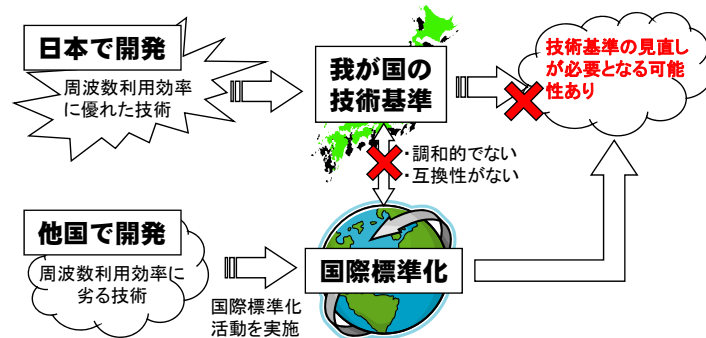 日本で開発
周波数利用効率
に優れた技術
我が国の
技術基準
技術基準の見直し
が必要となる可能
性あり
・調和的でない
・互換性がない
他国で開発
周波数利用効率に
劣る技術
国際標準化
活動を実施
国際標準化